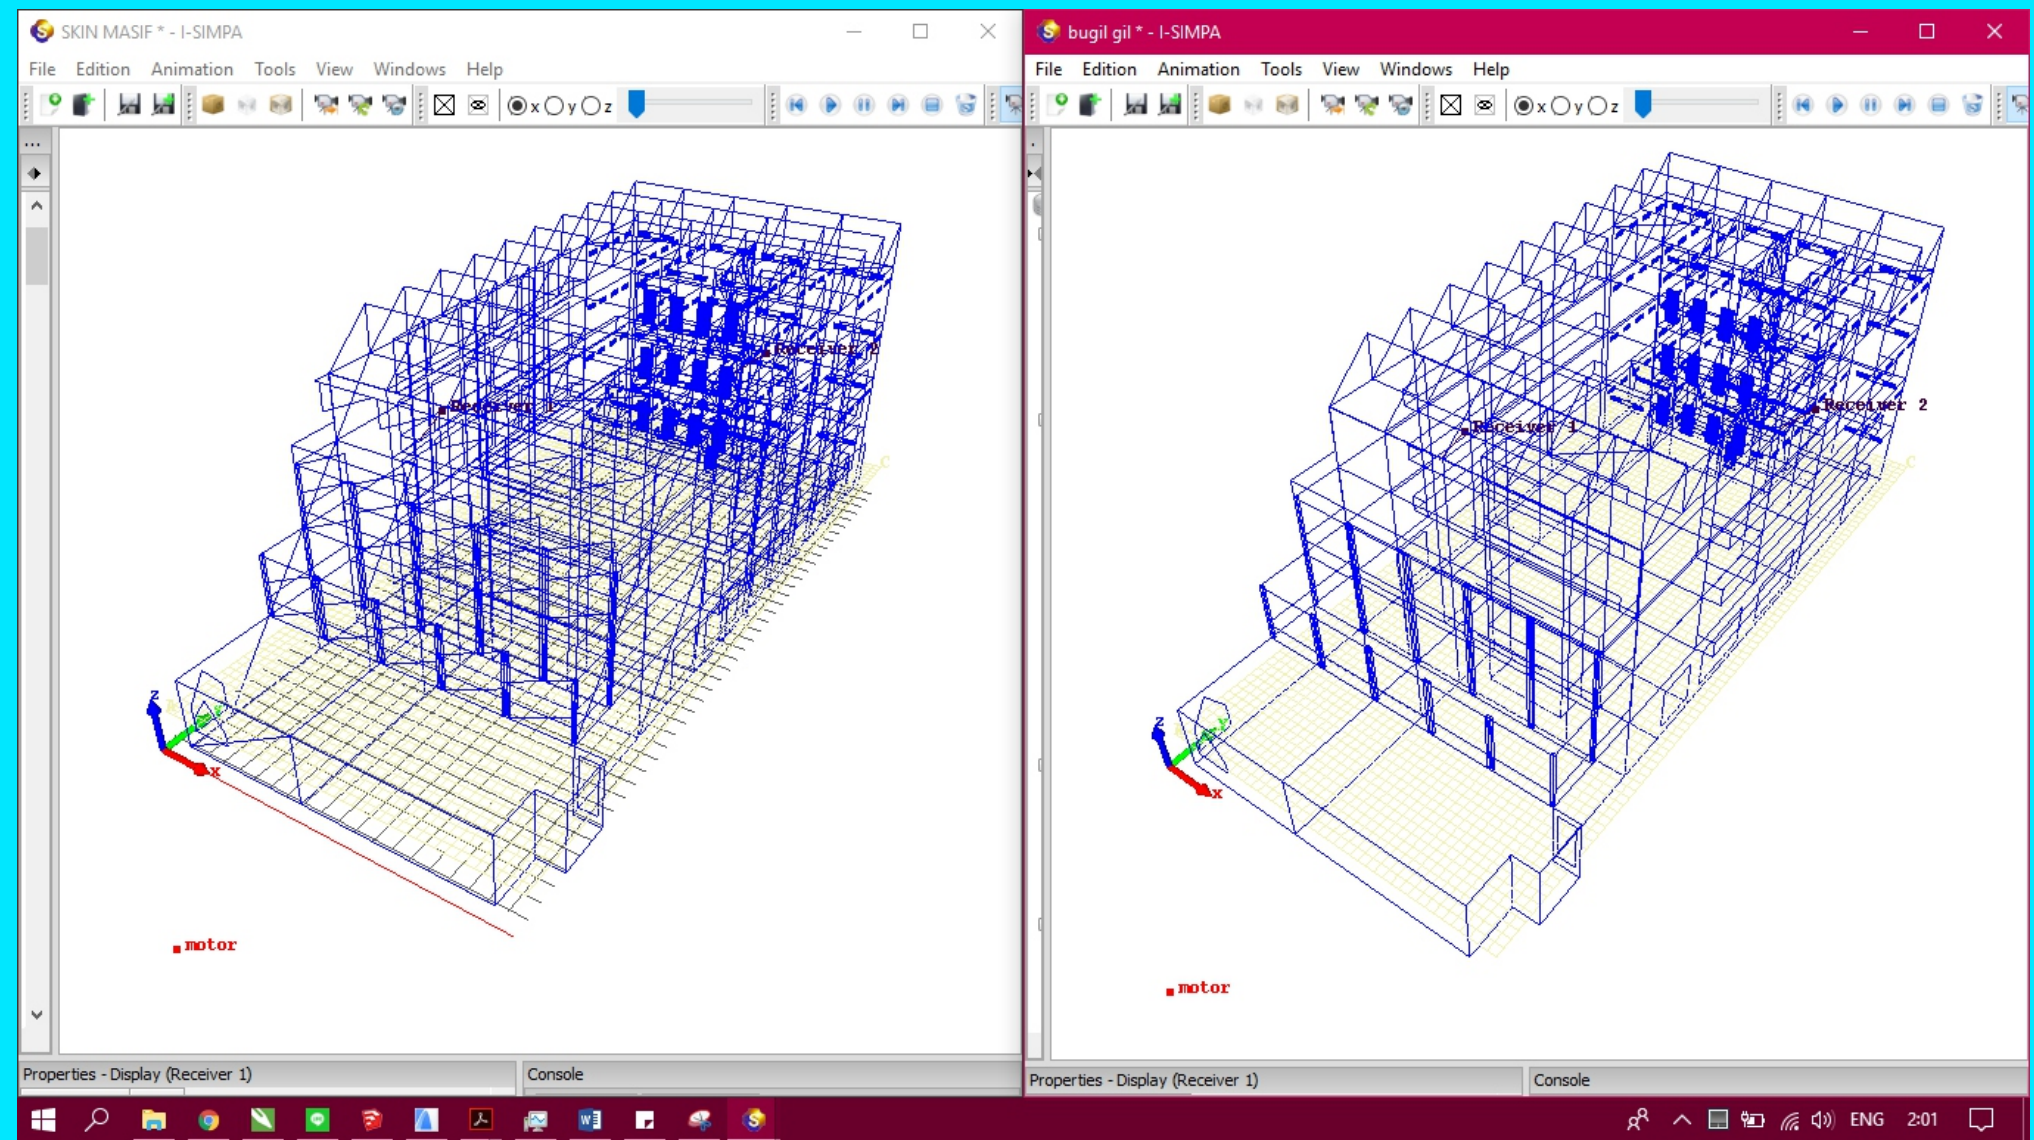 SKIN MASIF * - I-SIMPA
File Edition Animation Tools View Windows Help
x y z
...
Receiver 2
Receiver 1
C
z
x
motor
Properties - Display (Receiver 1)
Console
bugil gil * - I-SIMPA
File Edition Animation Tools View Windows Help
x y z
Receiver 2
Receiver 1
C
z
y
x
motor
Properties - Display (Receiver 1)
Console
ENG 2:01